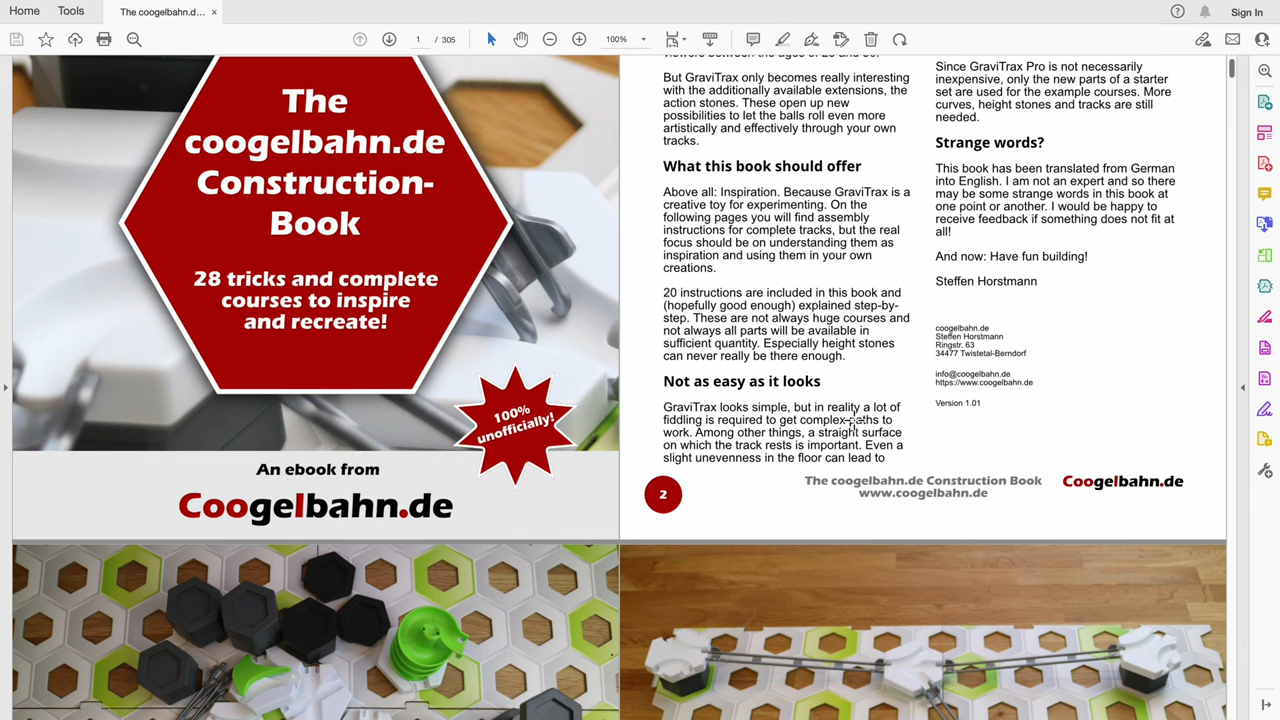 Home
Tools
The coogelbahn.d...
×
Sign In
1 / 305
100%
The
coogelbahn.de
Construction-
Book
28 tricks and complete
courses to inspire
and recreate!
100%
unofficially!
An ebook from
Coogelbahn.de
But GraviTrax only becomes really interesting
with the additionally available extensions, the
action stones. These open up new
possibilities to let the balls roll even more
artistically and effectively through your own
tracks.
What this book should offer
Above all: Inspiration. Because GraviTrax is a
creative toy for experimenting. On the
following pages you will find assembly
instructions for complete tracks, but the real
focus should be on understanding them as
inspiration and using them in your own
creations.
20 instructions are included in this book and
(hopefully good enough) explained step-by-
step. These are not always huge courses and
not always all parts will be available in
sufficient quantity. Especially height stones
can never really be there enough.
Not as easy as it looks
GraviTrax looks simple, but in reality a lot of
fiddling is required to get complex paths to
work. Among other things, a straight surface
on which the track rests is important. Even a
slight unevenness in the floor can lead to
Since GraviTrax Pro is not necessarily
inexpensive, only the new parts of a starter
set are used for the example courses. More
curves, height stones and tracks are still
needed.
Strange words?
This book has been translated from German
into English. I am not an expert and so there
may be some strange words in this book at
one point or another. I would be happy to
receive feedback if something does not fit at
all!
And now: Have fun building!
Steffen Horstmann
coogelbahn.de
Steffen Horstmann
Ringstr. 63
34477 Twistetal-Berndorf
info@coogelbahn.de
https://www.coogelbahn.de
Version 1.01
2
The coogelbahn.de Construction Book
www.coogelbahn.de
Coogelbahn.de